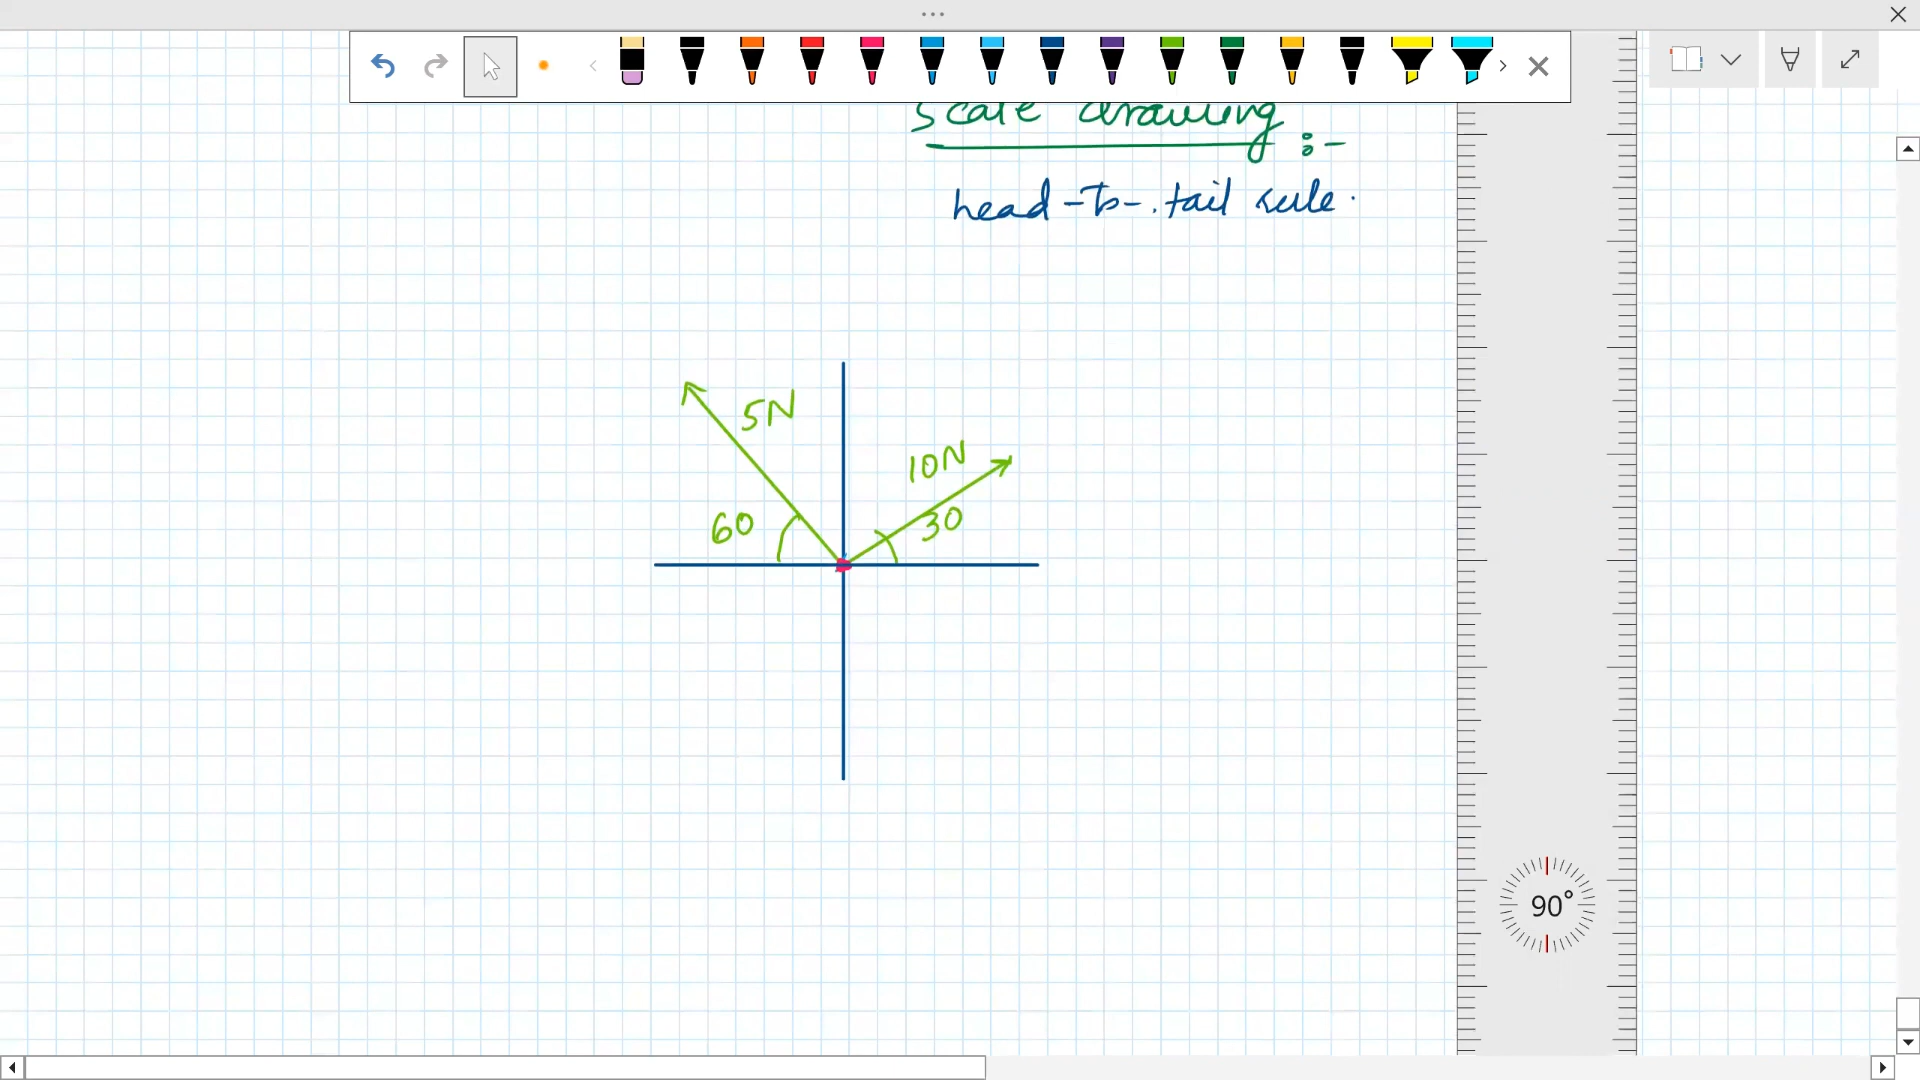 scale drawing :-
head-to-tail rule.
5N
10N
60
30
90°